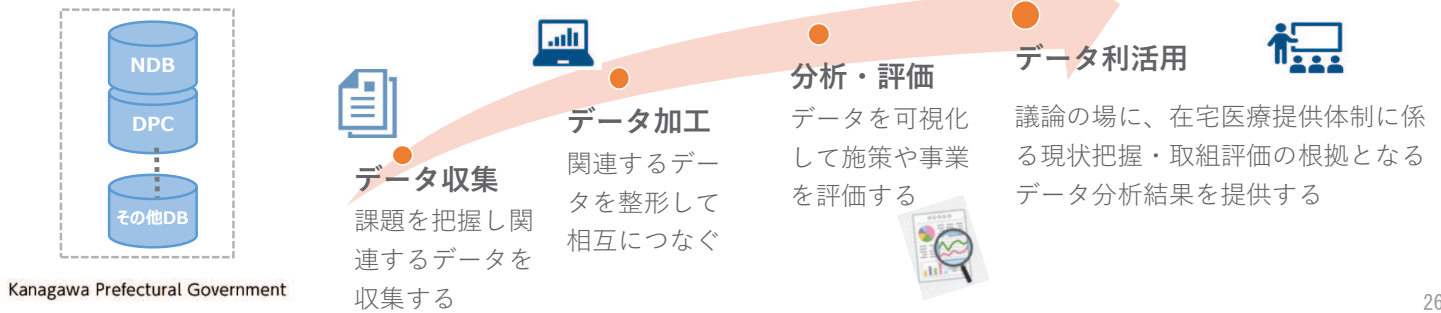 NDB
DPC
その他DB
Kanagawa Prefectural Government
データ収集
課題を把握し関
連するデータを
収集する
データ加工
関連するデー
タを整形して
相互につなぐ
分析・評価
データを可視化
して施策や事業
を評価する
データ利活用
議論の場に、在宅医療提供体制に係
る現状把握・取組評価の根拠となる
データ分析結果を提供する
26